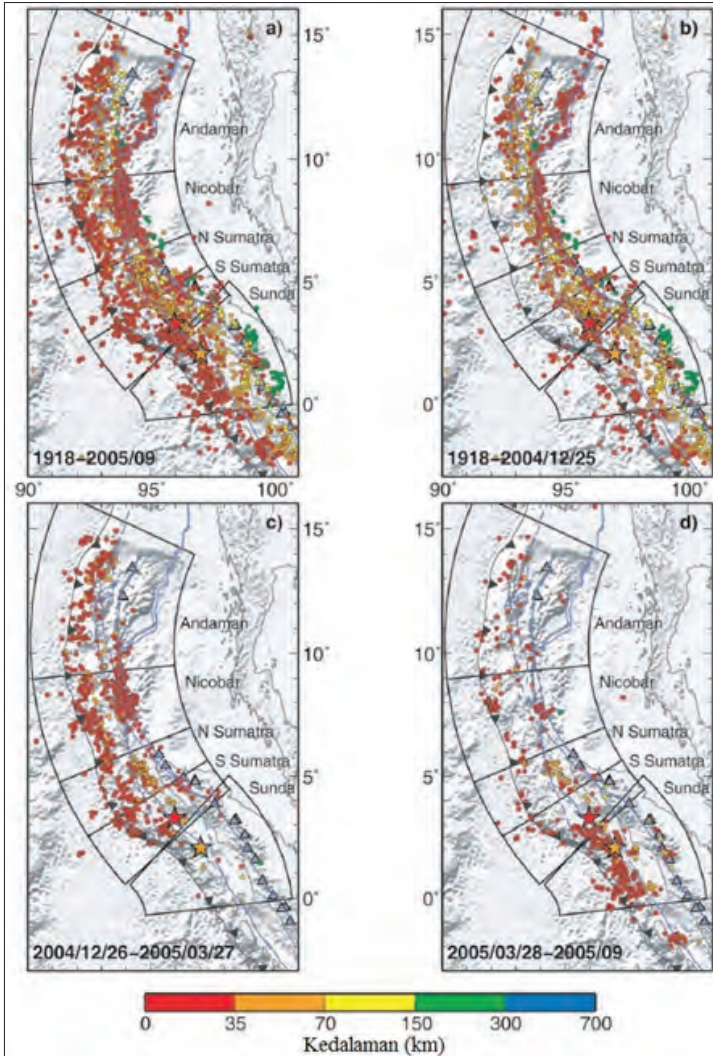 a)
b)
15°
15°
Andaman
Andaman
10°
10°
Nicobar
Nicobar
N Sumatra
N Sumatra
5°
S Sumatra
5°
S Sumatra
Sunda
Sunda
0°
0°
1918−2005/09
1918−2004/12/25
90°
95°
100°
90°
95°
100°
c)
d)
15°
15°
Andaman
Andaman
10°
10°
Nicobar
Nicobar
N Sumatra
N Sumatra
5°
S Sumatra
5°
S Sumatra
Sunda
Sunda
0°
0°
2004/12/26−2005/03/27
2005/03/28−2005/09
0 35 70 150 300 700
Kedalaman (km)